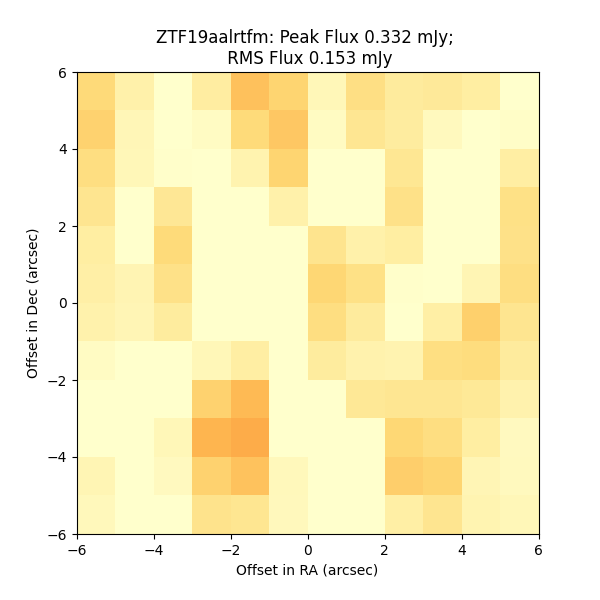 ZTF19aalrtfm: Peak Flux 0.332 mJy;
RMS Flux 0.153 mJy
6
4
2
0
−2
−4
−6
Offset in Dec (arcsec)
−6 −4 −2 0 2 4 6
Offset in RA (arcsec)